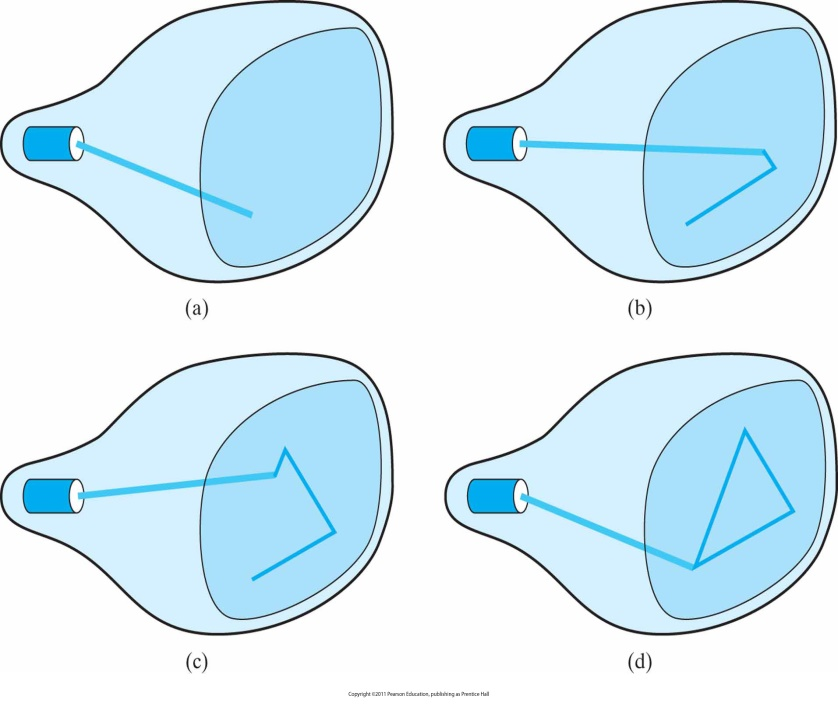 (a)
(b)
(c)
(d)
Copyright ©2011 Pearson Education, publishing as Prentice Hall